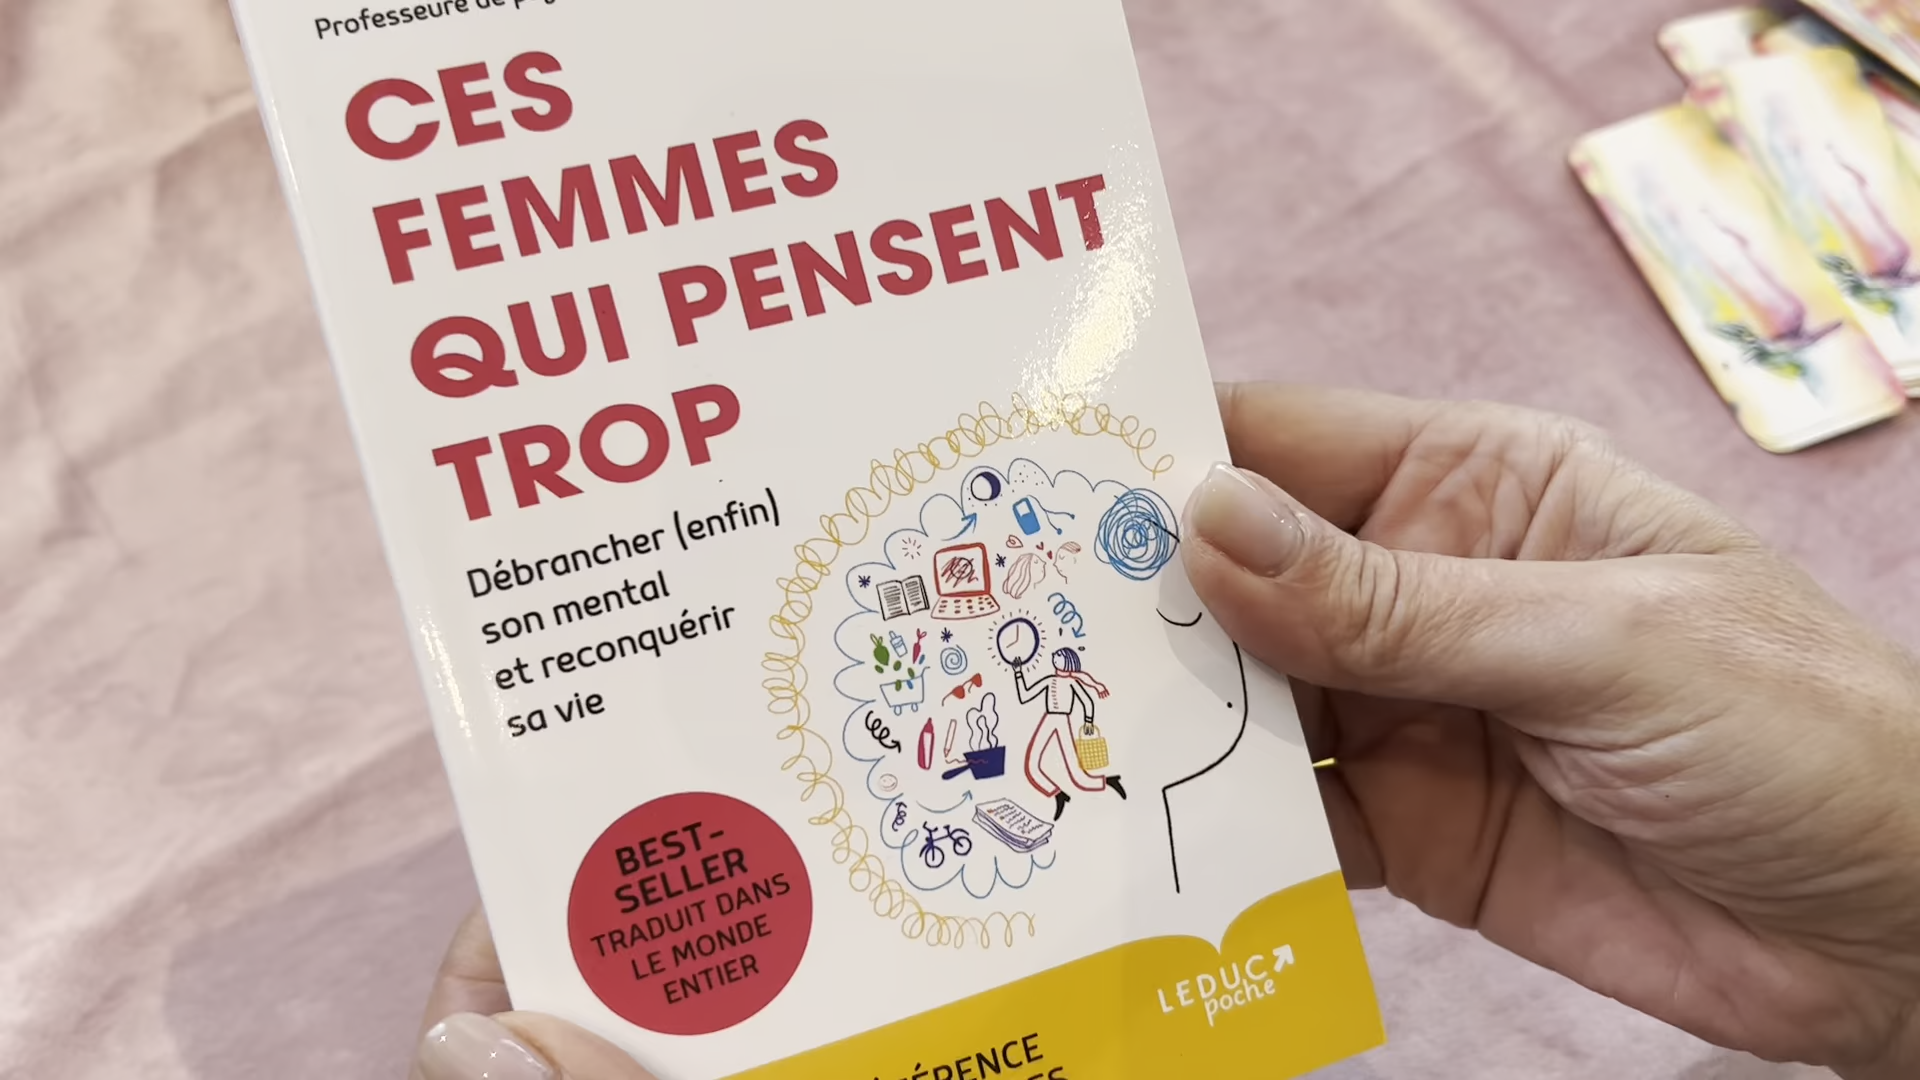 Professeure de
CES
FEMMES
QUI PENSENT
TROP
Débrancher (enfin)
son mental
et reconquérir
sa vie
BEST-
SELLER
TRADUIT DANS
LE MONDE
ENTIER
LEDUC
poche